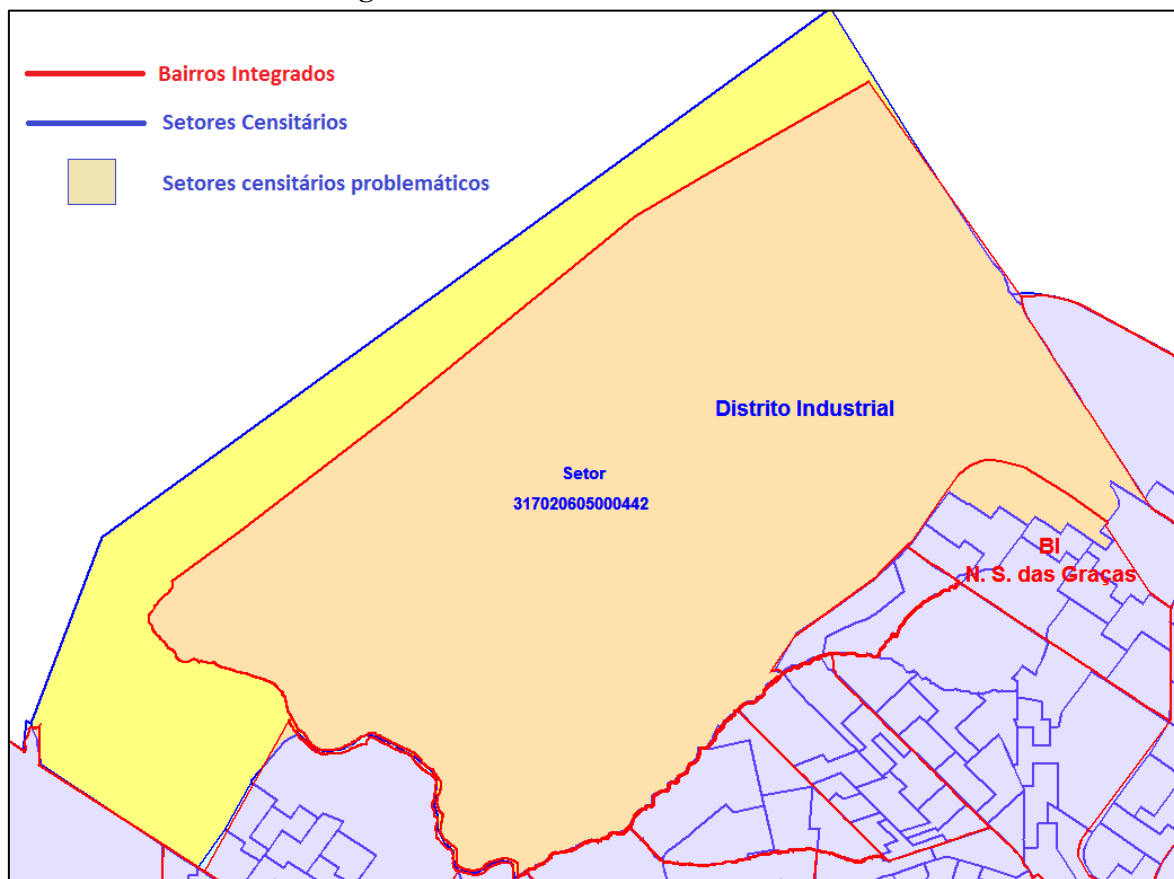 Bairros Integrados
Setores Censitários
Setores censitários problemáticos
Distrito Industrial
Setor
317020605000442
BI
N. S. das Graças